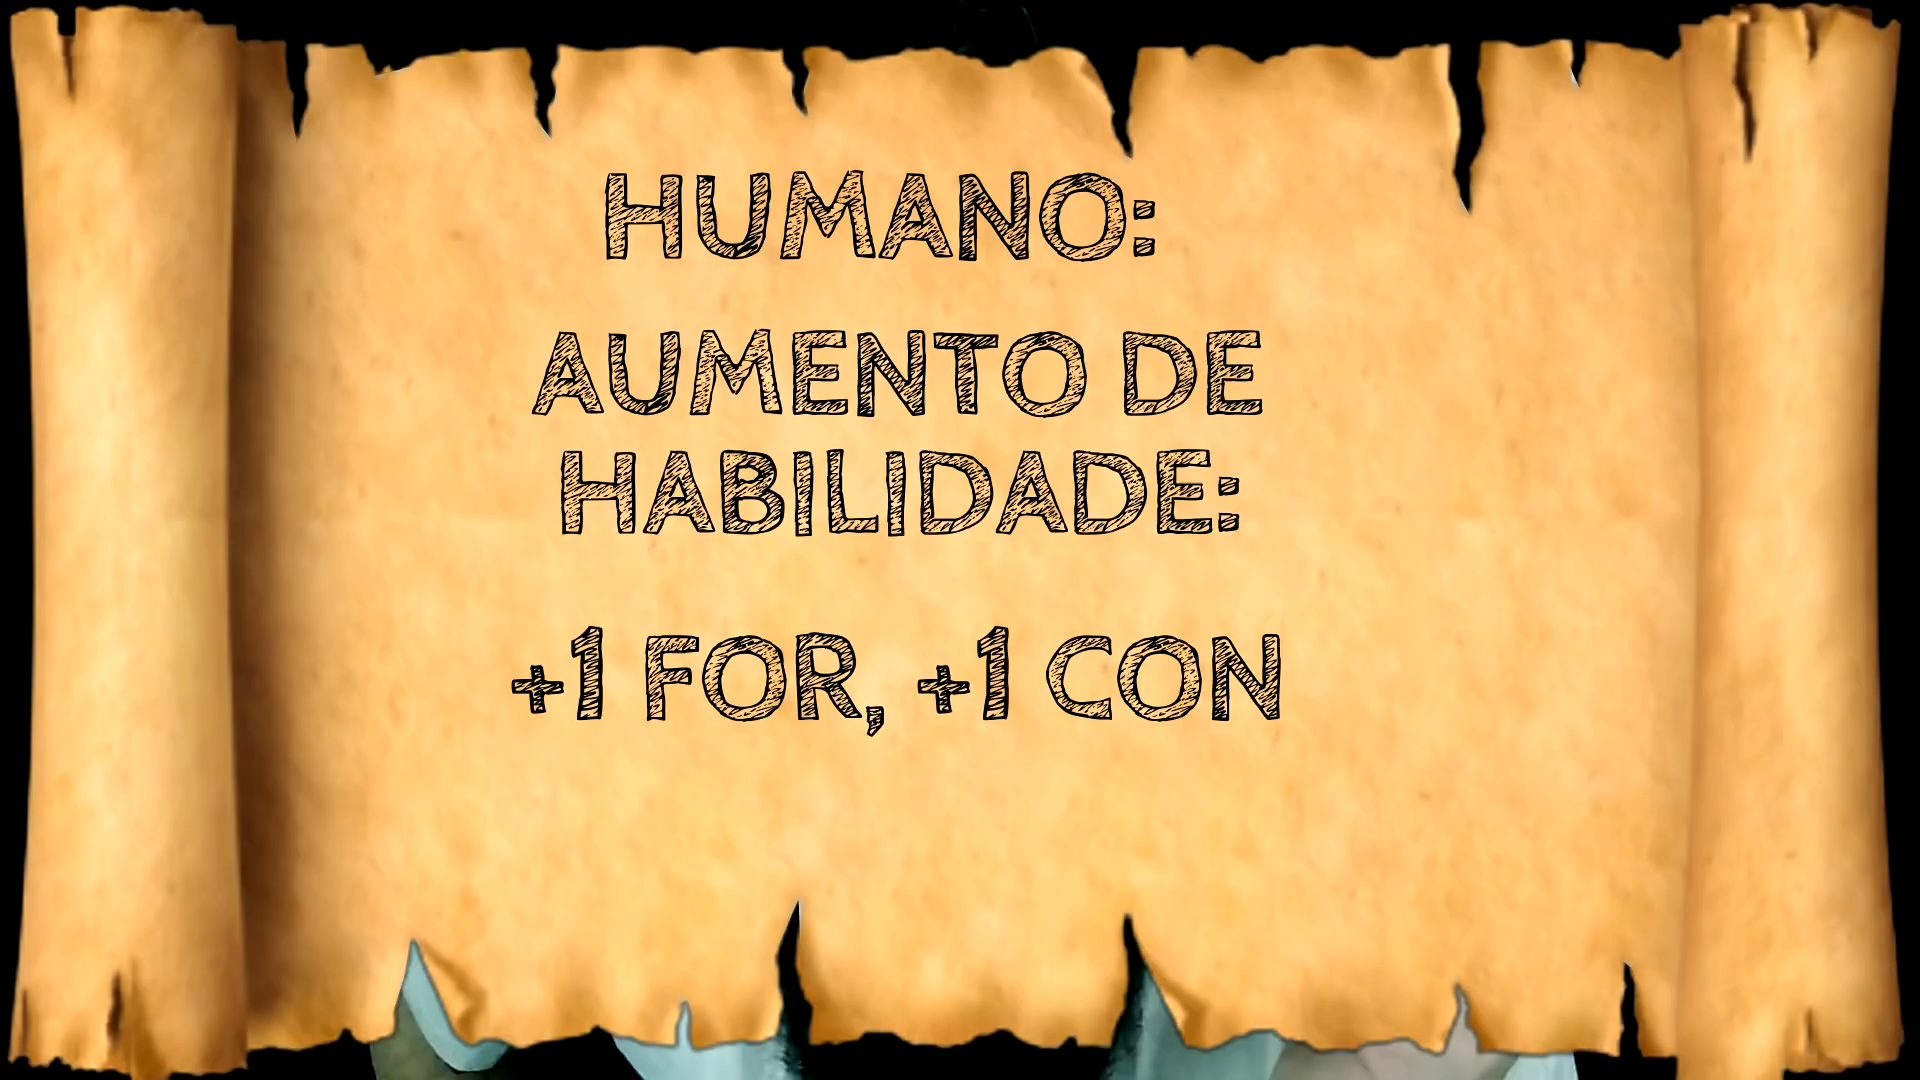 HUMANO:
AUMENTO DE
HABILIDADE:
+1 FOR, +1 CON